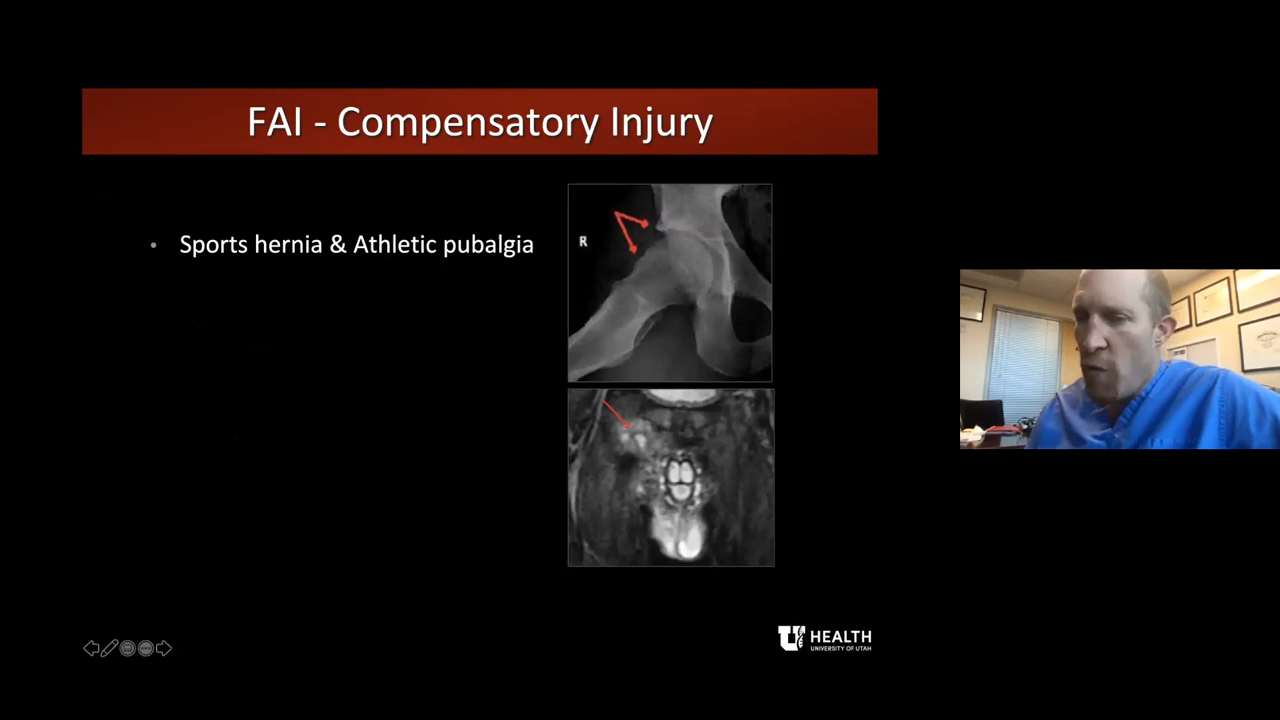 FAI - Compensatory Injury
• Sports hernia & Athletic pubalgia
R
U HEALTH
UNIVERSITY OF UTAH